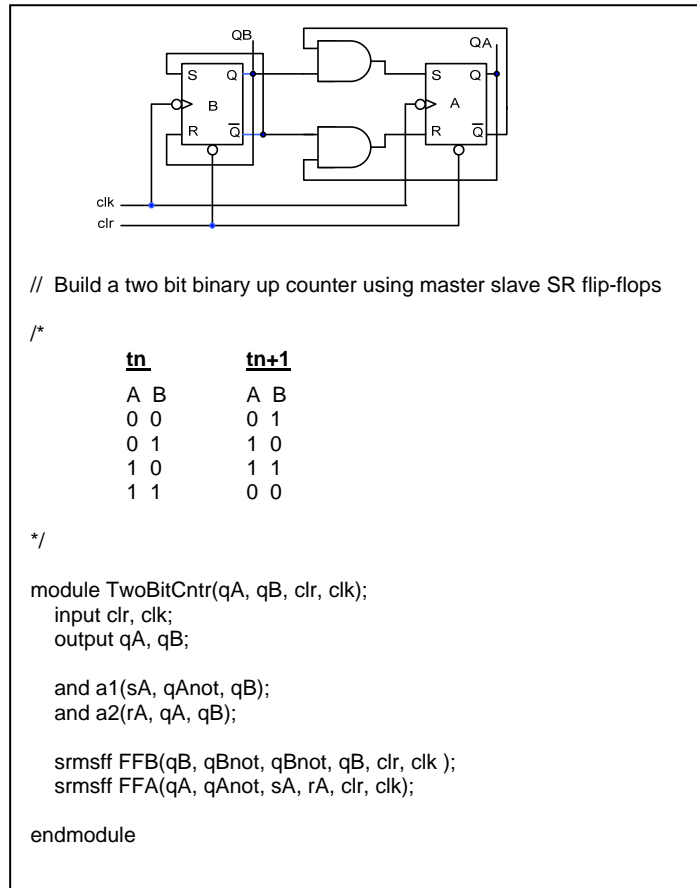 QB
QA
S Q
B
R Q
S Q
A
R Q
clk
clr
// Build a two bit binary up counter using master slave SR flip-flops
/*
tn tn+1
A B A B
0 0 0 1
0 1 1 0
1 0 1 1
1 1 0 0
*/
module TwoBitCntr(qA, qB, clr, clk);
input clr, clk;
output qA, qB;
and a1(sA, qAnot, qB);
and a2(rA, qA, qB);
srmsff FFB(qB, qBnot, qBnot, qB, clr, clk );
srmsff FFA(qA, qAnot, sA, rA, clr, clk);
endmodule